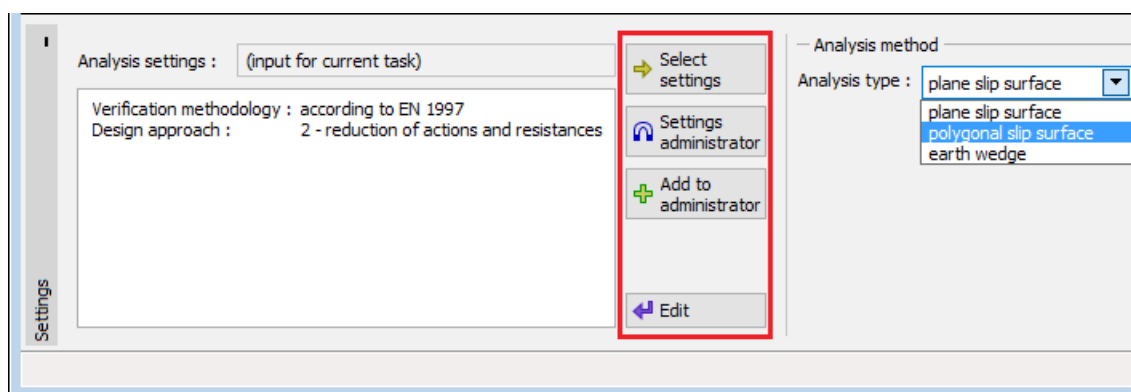 Analysis settings : (input for current task)
Verification methodology : according to EN 1997
Design approach : 2 - reduction of actions and resistances
Select
settings
Settings
administrator
Add to
administrator
Edit
Analysis method
Analysis type : plane slip surface
plane slip surface
polygonal slip surface
earth wedge
Settings